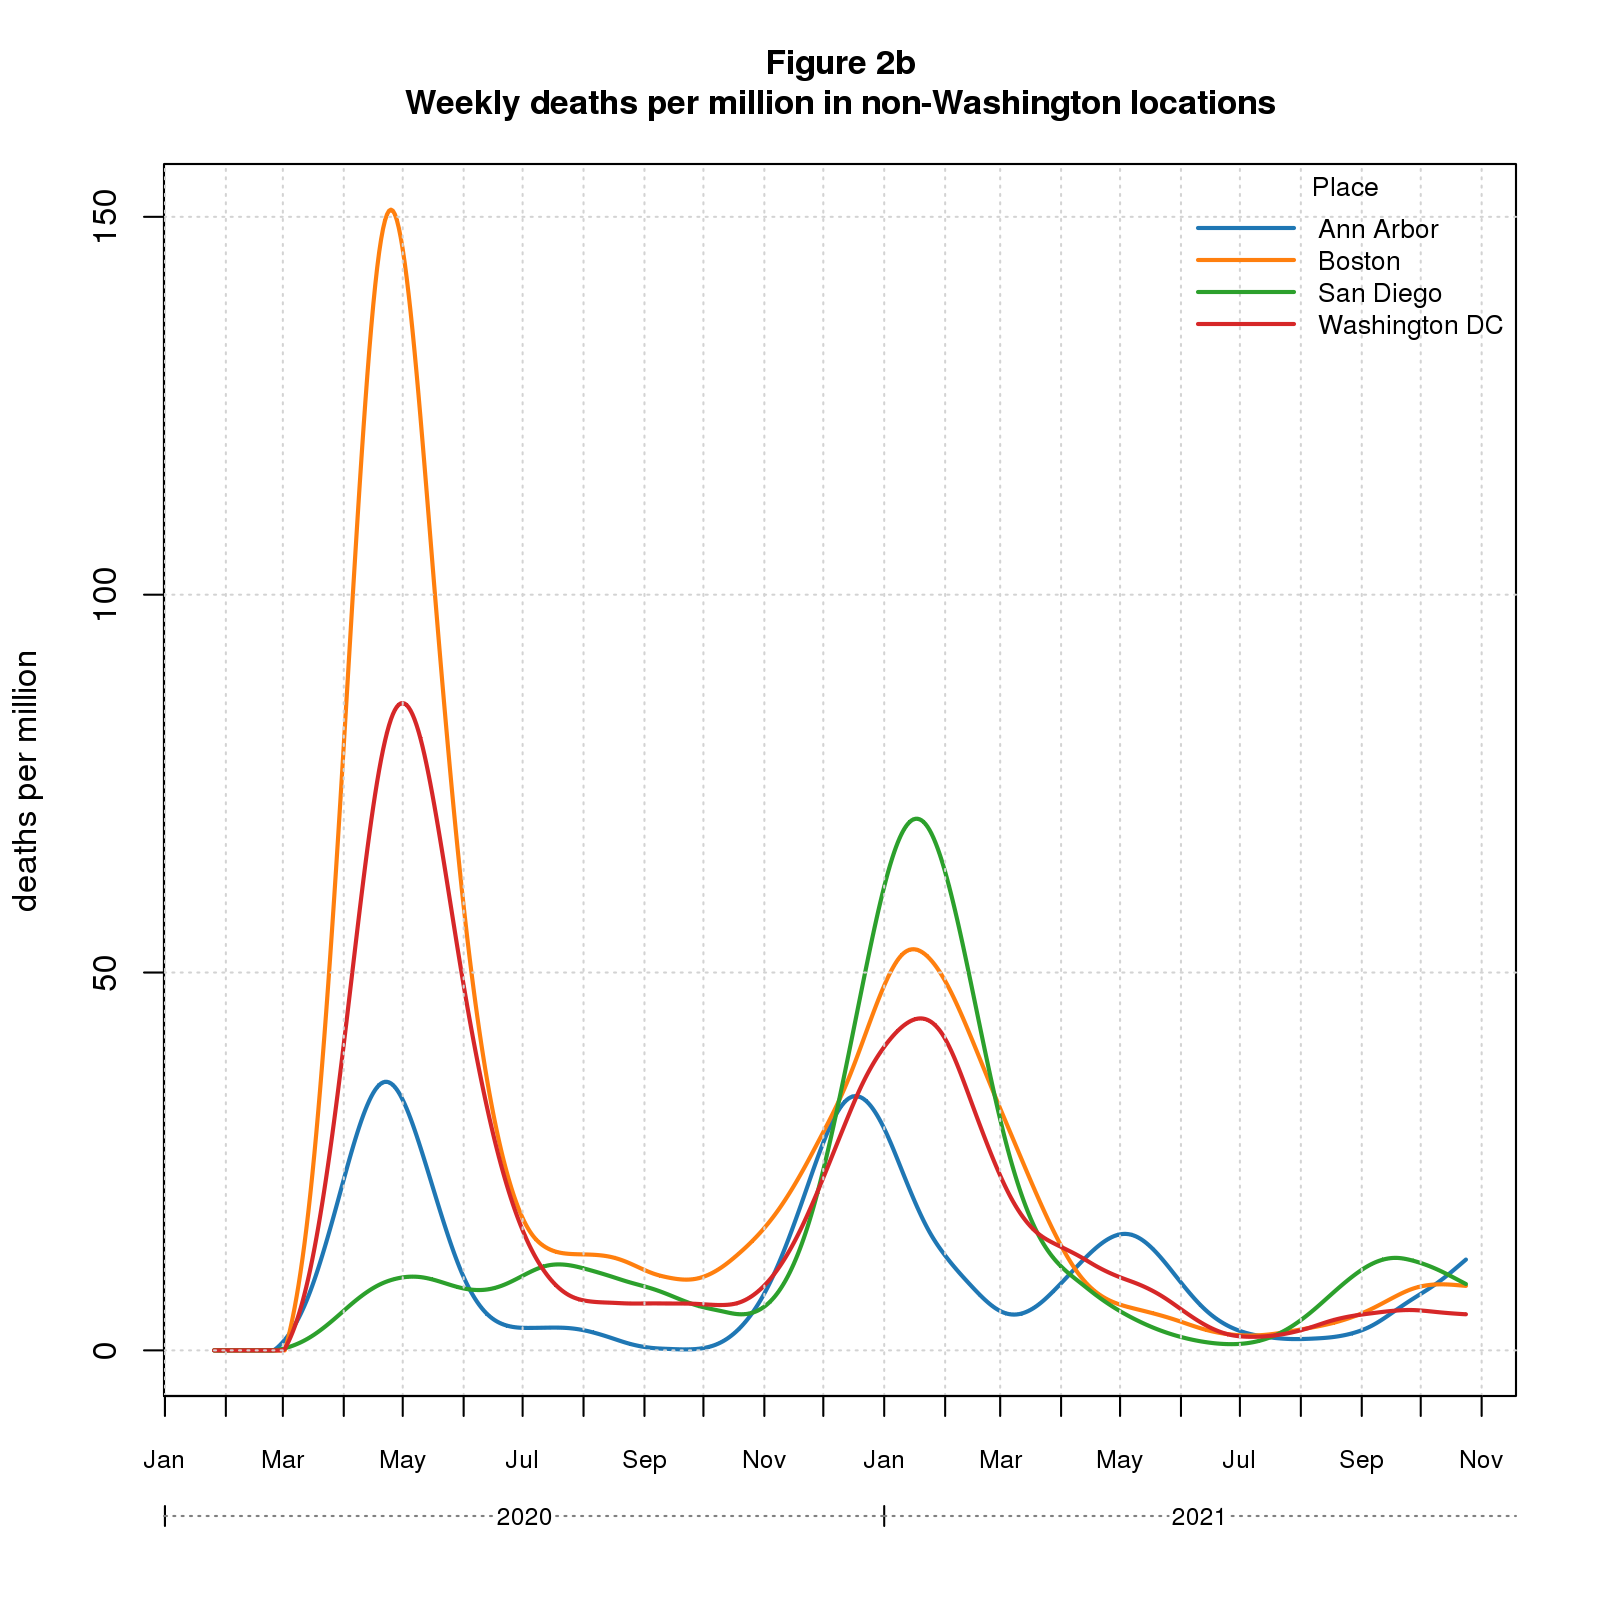 Figure 2b
Weekly deaths per million in non-Washington locations
Place
Ann Arbor
Boston
San Diego
Washington DC
deaths per million
150
100
50
0
Jan Mar May Jul Sep Nov Jan Mar May Jul Sep Nov
2020 2021